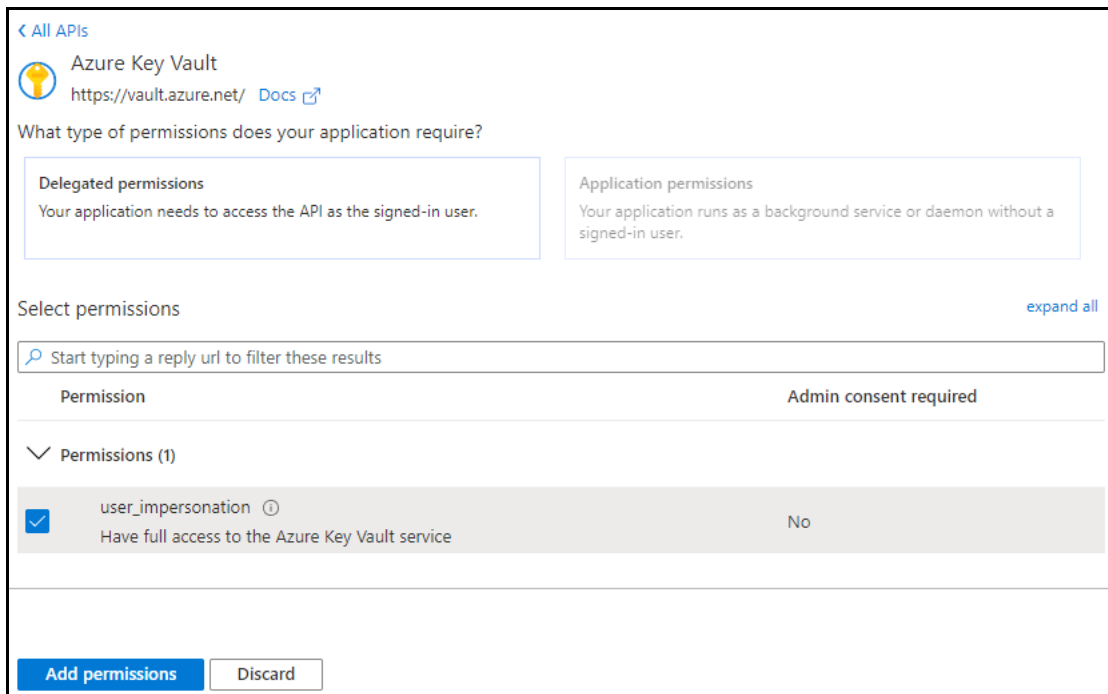 All APIs
Azure Key Vault
https://vault.azure.net/ Docs
What type of permissions does your application require?
Delegated permissions
Your application needs to access the API as the signed-in user.
Application permissions
Your application runs as a background service or daemon without a
signed-in user.
Select permissions
expand all
Start typing a reply url to filter these results
Permission
Admin consent required
Permissions (1)
user_impersonation
Have full access to the Azure Key Vault service
No
Add permissions
Discard